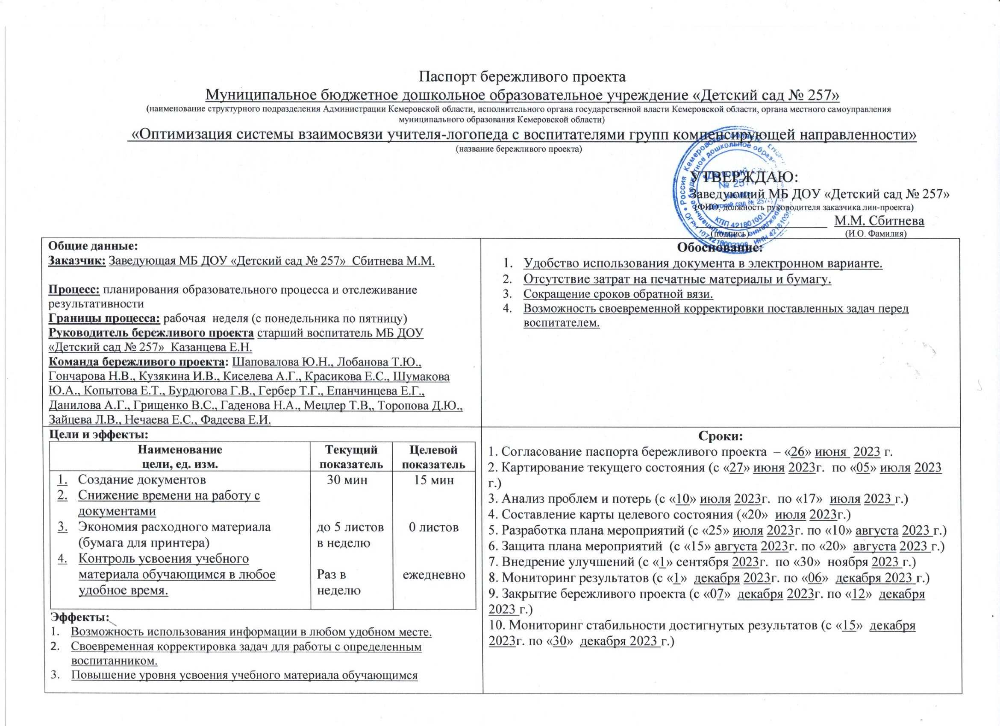 Паспорт бережливого проекта
Муниципальное бюджетное дошкольное образовательное учреждение «Детский сад № 257»
(наименование структурного подразделения Администрации Кемеровской области, исполнительного органа государственной власти Кемеровской области, органа местного самоуправления
муниципального образования Кемеровской области)
«Оптимизация системы взаимосвязи учителя-логопеда с воспитателями групп компенсирующей направленности»
(название бережливого проекта)
УТВЕРЖДАЮ:
Заведующий МБ ДОУ «Детский сад № 257»
(ФИО, должность руководителя заказчика лин-проекта)
М.М. Сбитнева
(подпись) (И.О. Фамилия)
Россия Кемеровская область
бюджетное дошкольное
«Детский
№ 257
Детский сад № 257
КПП 421801001
ОГРН
ИНН
Общие данные:
Заказчик: Заведующая МБ ДОУ «Детский сад № 257» Сбитнева М.М.
Процесс: планирования образовательного процесса и отслеживание
результативности
Границы процесса: рабочая неделя (с понедельника по пятницу)
Руководитель бережливого проекта старший воспитатель МБ ДОУ
«Детский сад № 257» Казанцева Е.Н.
Команда бережливого проекта: Шаповалова Ю.Н., Лобанова Т.Ю.,
Гончарова Н.В., Кузякина И.В., Киселева А.Г., Красикова Е.С., Шумакова
Ю.А., Копытова Е.Т., Бурдюгова Г.В., Гербер Т.Г., Епанчинцева Е.Г.,
Данилова А.Г., Грищенко В.С., Гаденова Н.А., Мецлер Т.В,, Торопова Д.Ю.,
Зайцева Л.В., Нечаева Е.С., Фадеева Е.И.
Обоснование:
1. Удобство использования документа в электронном варианте.
2. Отсутствие затрат на печатные материалы и бумагу.
3. Сокращение сроков обратной вязи.
4. Возможность своевременной корректировки поставленных задач перед
воспитателем.
Цели и эффекты:
Наименование
цели, ед. изм.
Текущий
показатель
Целевой
показатель
1. Создание документов 30 мин 15 мин
2. Снижение времени на работу с
документами
3. Экономия расходного материала до 5 листов 0 листов
(бумага для принтера) в неделю
4. Контроль усвоения учебного
материала обучающимся в любое Раз в ежедневно
удобное время. неделю
Эффекты:
1. Возможность использования информации в любом удобном месте.
2. Своевременная корректировка задач для работы с определенным
воспитанником.
3. Повышение уровня усвоения учебного материала обучающимся
Сроки:
1. Согласование паспорта бережливого проекта – «26» июня 2023 г.
2. Картирование текущего состояния (с «27» июня 2023г. по «05» июля 2023
г.)
3. Анализ проблем и потерь (с «10» июля 2023г. по «17» июля 2023 г.)
4. Составление карты целевого состояния («20» июля 2023г.)
5. Разработка плана мероприятий (с «25» июля 2023г. по «10» августа 2023 г.)
6. Защита плана мероприятий (с «15» августа 2023г. по «20» августа 2023 г.)
7. Внедрение улучшений (с «1» сентября 2023г. по «30» ноября 2023 г.)
8. Мониторинг результатов (с «1» декабря 2023г. по «06» декабря 2023 г.)
9. Закрытие бережливого проекта (с «07» декабря 2023г. по «12» декабря
2023 г.)
10. Мониторинг стабильности достигнутых результатов (с «15» декабря
2023г. по «30» декабря 2023 г.)